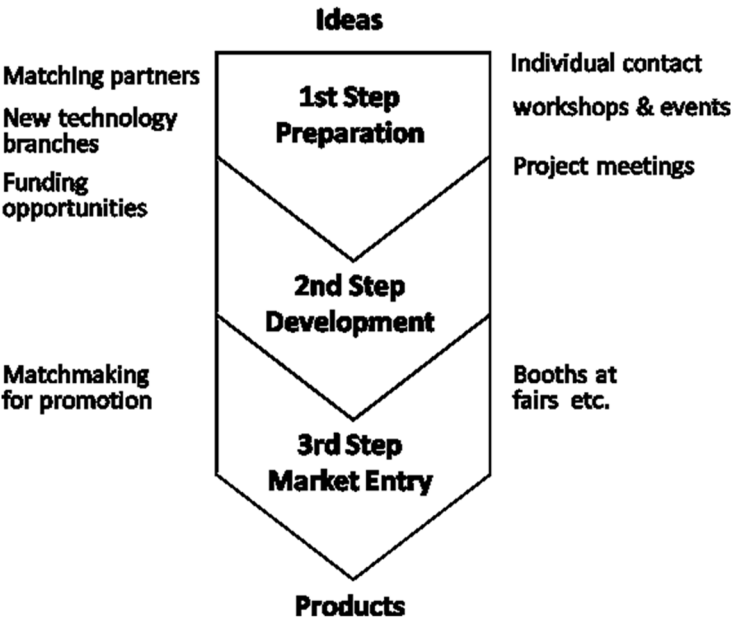 Ideas
Matching partners
New technology
branches
Funding
opportunities
1st Step
Preparation
Individual contact
workshops & events
Project meetings
2nd Step
Development
Matchmaking
for promotion
Booths at
fairs etc.
3rd Step
Market Entry
Products